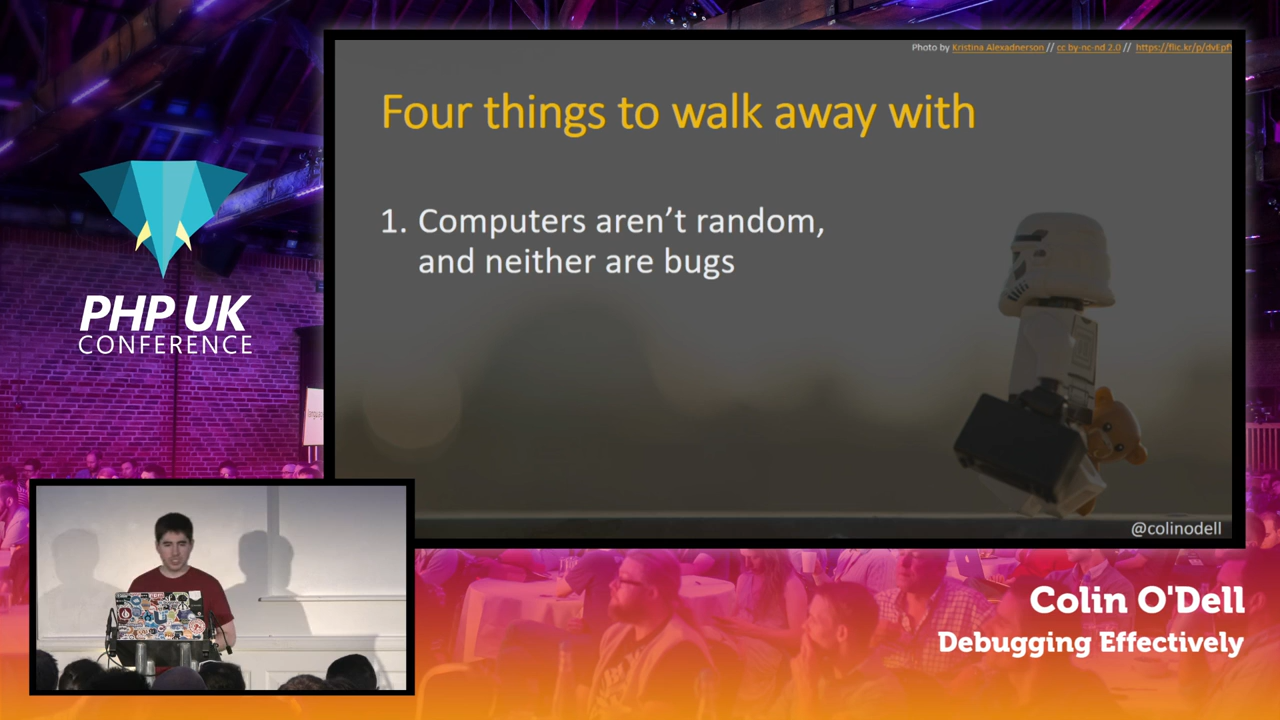 Photo by Kristina Alexadnerson // cc by-nc-nd 2.0 // https://flic.kr/p/dvEpf
Four things to walk away with
1. Computers aren't random,
and neither are bugs
PHP UK
CONFERENCE
@colinodell
Colin O'Dell
Debugging Effectively